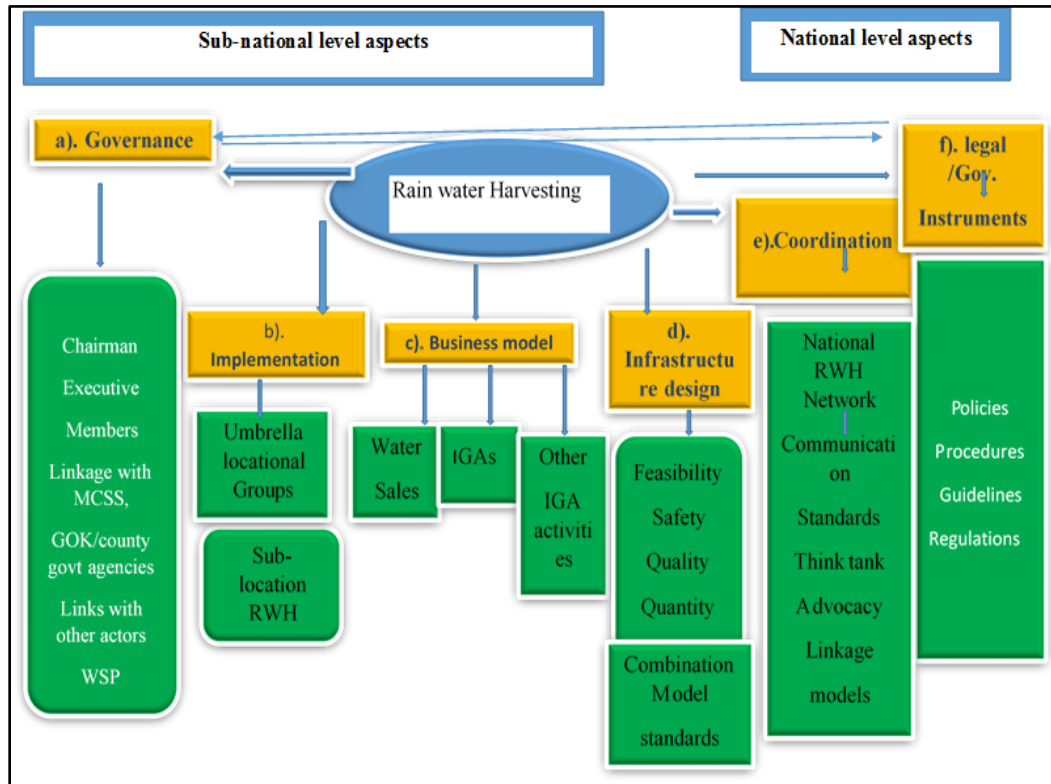 Sub-national level aspects
National level aspects
a). Governance
Rain water Harvesting
f). legal
/Gov.
Instruments
e).Coordination
b).
Implementation
c). Business model
d).
Infrastructu
re design
Chairman
Executive
Members
Linkage with
MCSS,
GOK/county
govt agencies
Links with
other actors
WSP
Umbrella
locational
Groups
Sub-
location
RWH
Water
Sales
IGAs
Other
IGA
activiti
es
Feasibility
Safety
Quality
Quantity
Combination
Model
standards
National
RWH
Network
Communicati
on
Standards
Think tank
Advocacy
Linkage
models
Policies
Procedures
Guidelines
Regulations